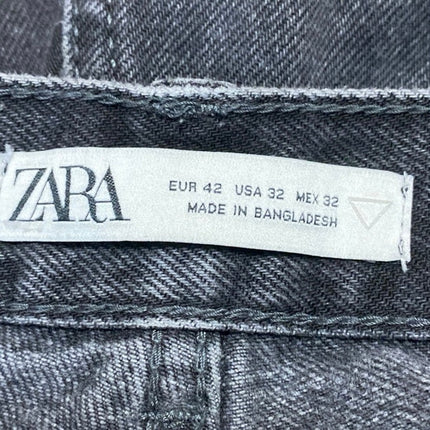 ZARA
EUR 42 USA 32 MEX 32
MADE IN BANGLADESH